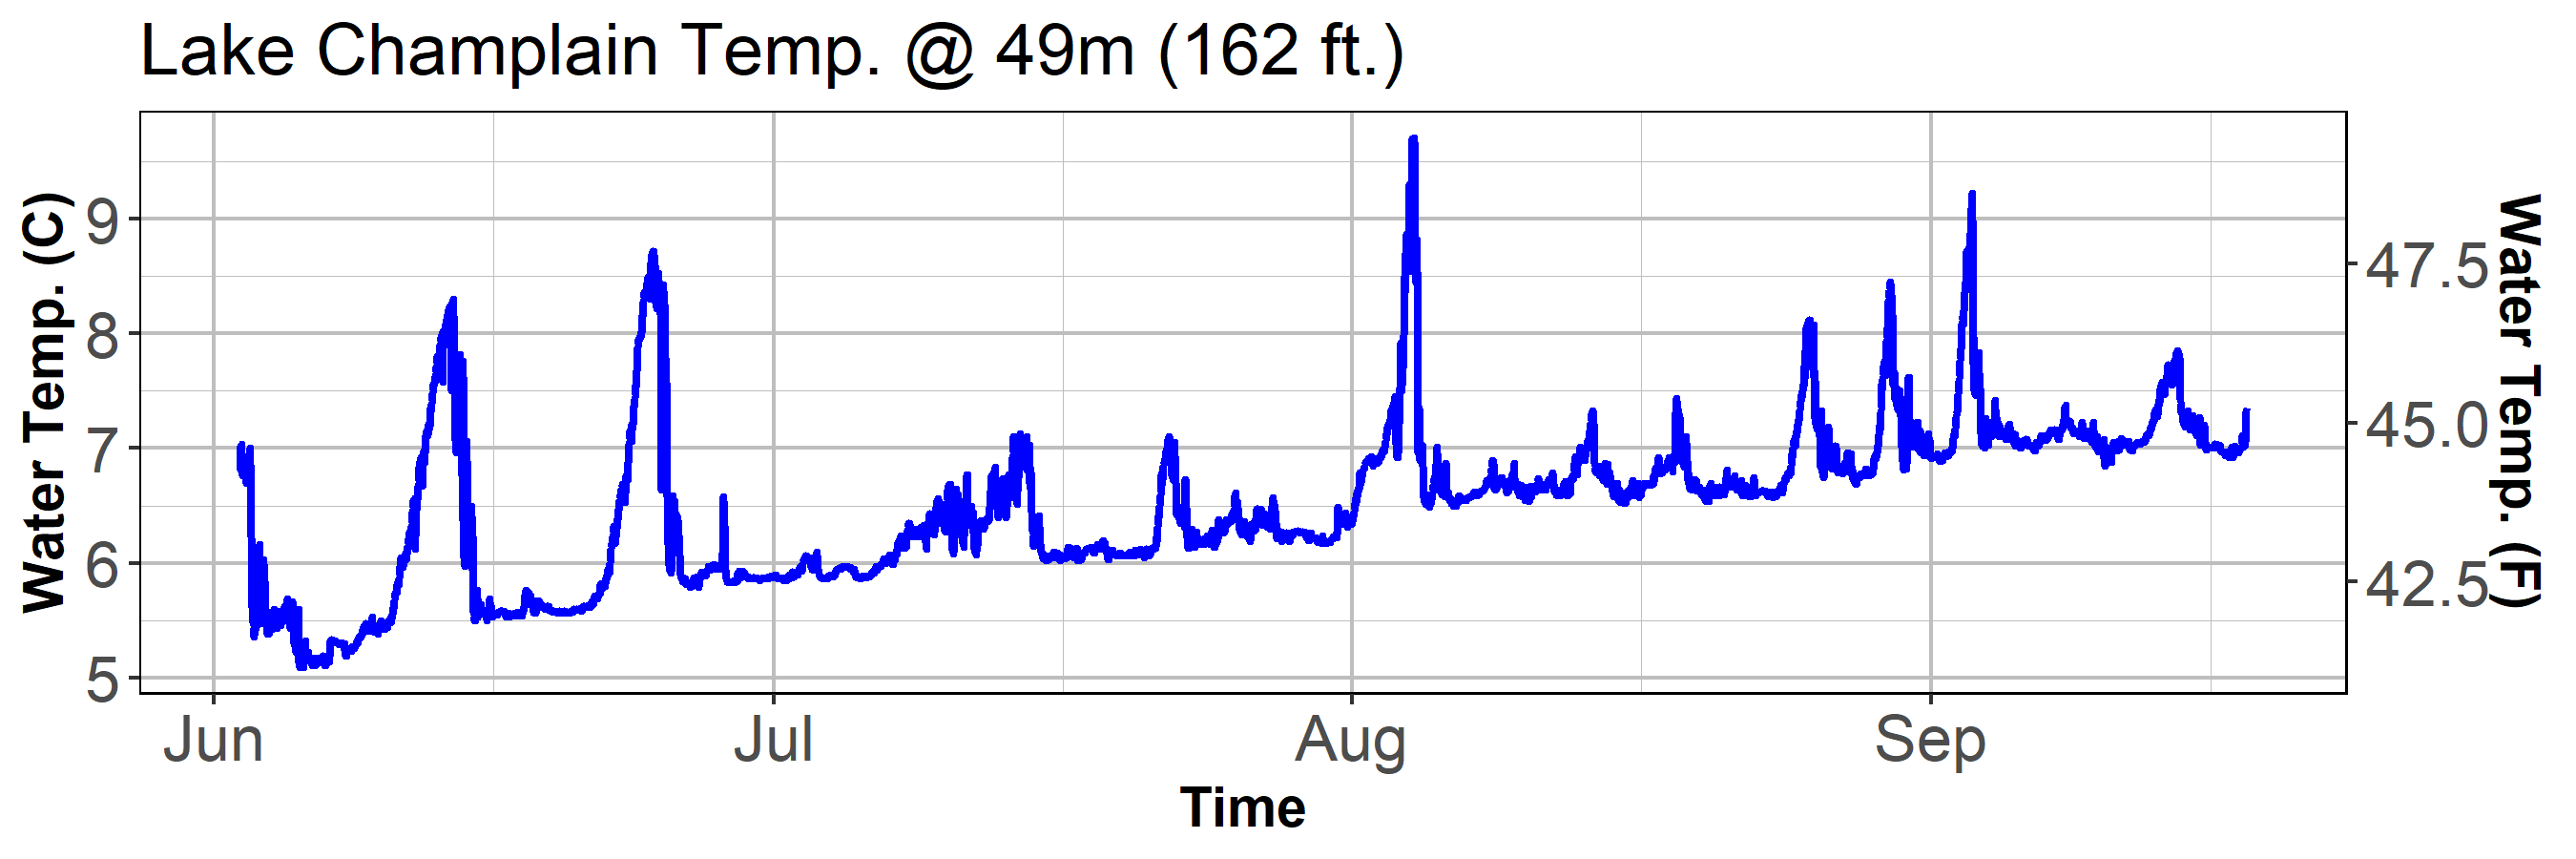 Lake Champlain Temp. @ 49m (162 ft.)
Water Temp. (C)
9
8
7
6
5
47.5
45.0
42.5
Water Temp. (F)
Jun Jul Aug Sep
Time